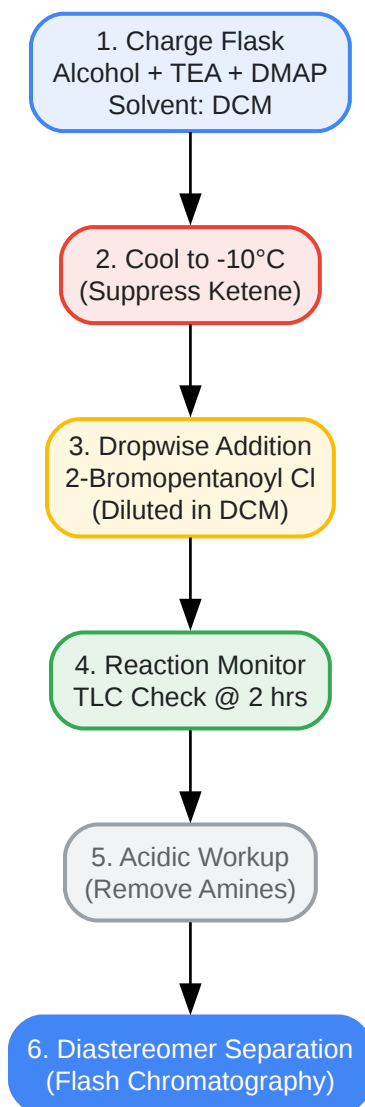 1. Charge Flask
Alcohol + TEA + DMAP
Solvent: DCM
2. Cool to -10°C
(Suppress Ketene)
3. Dropwise Addition
2-Bromopentanoyl Cl
(Diluted in DCM)
4. Reaction Monitor
TLC Check @ 2 hrs
5. Acidic Workup
(Remove Amines)
6. Diastereomer Separation
(Flash Chromatography)